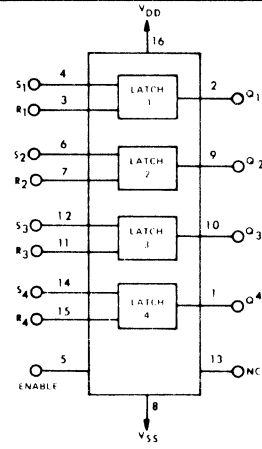 VDD
16
S1 4 LATCH 1 2 Q1
R1 3
S2 6 LATCH 2 9 Q2
R2 7
S3 12 LATCH 3 10 Q3
R3 11
S4 14 LATCH 4 1 Q4
R4 15
5 13 NC
ENABLE
8
VSS